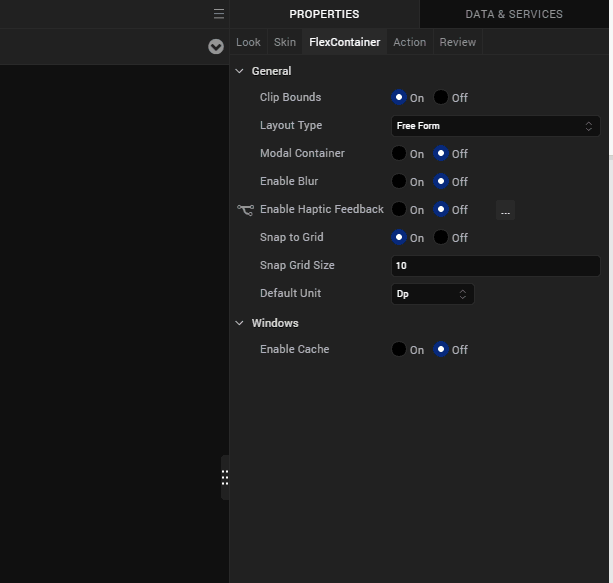 PROPERTIES DATA & SERVICES
Look Skin FlexContainer Action Review
General
Clip Bounds On Off
Layout Type Free Form
Modal Container On Off
Enable Blur On Off
Enable Haptic Feedback On Off ...
Snap to Grid On Off
Snap Grid Size 10
Default Unit Dp
Windows
Enable Cache On Off